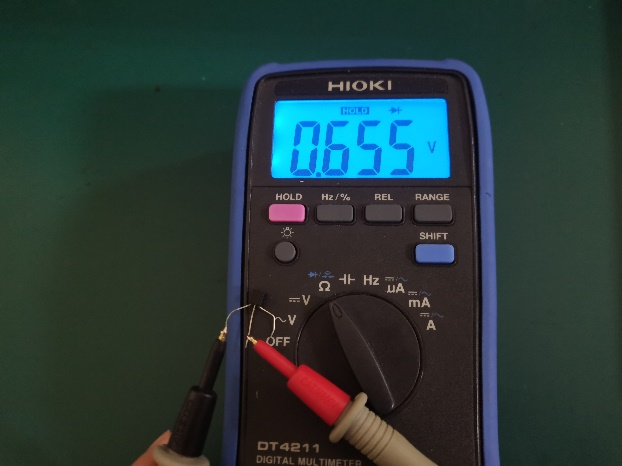 HIOKI
HOLD
0.655 V
HOLD Hz/% REL RANGE
SHIFT
Ω Hz μA
V mA
V A
OFF
DT4211
DIGITAL MULTIMETER